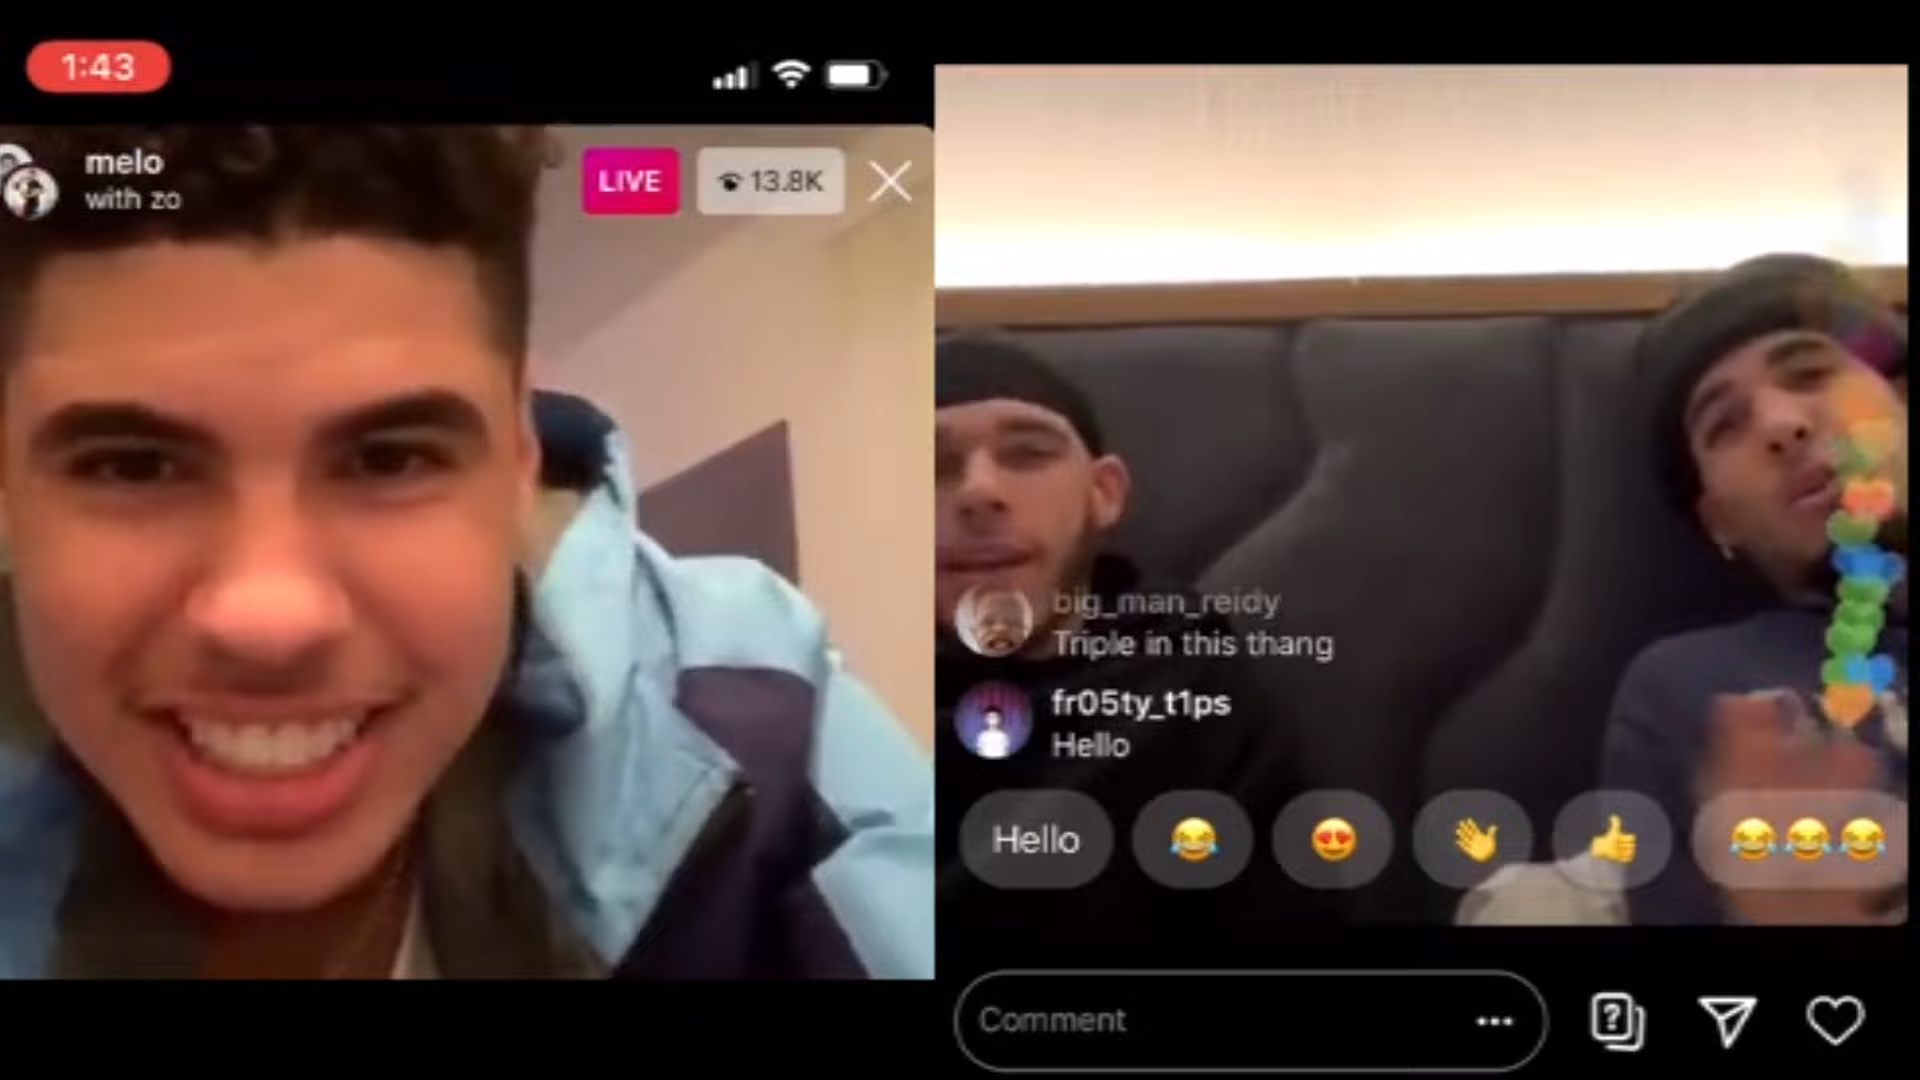 1:43
melo
with zo
LIVE
13.8K
big_man_reidy
Triple in this thang
fr05ty_t1ps
Hello
Hello
Comment